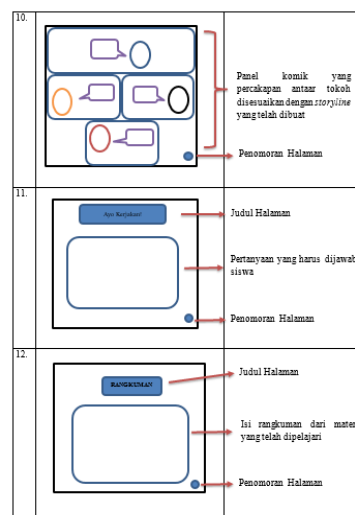 10.
Panel komik yang
percakapan antaar tokoh
disesuaikan dengan storyline
yang telah dibuat
Penomoran Halaman
11.
Ayo Kerjakan!
Judul Halaman
Pertanyaan yang harus dijawab
siswa
Penomoran Halaman
12.
RANGKUMAN
Judul Halaman
Isi rangkuman dari mater
yang telah dipelajari
Penomoran Halaman